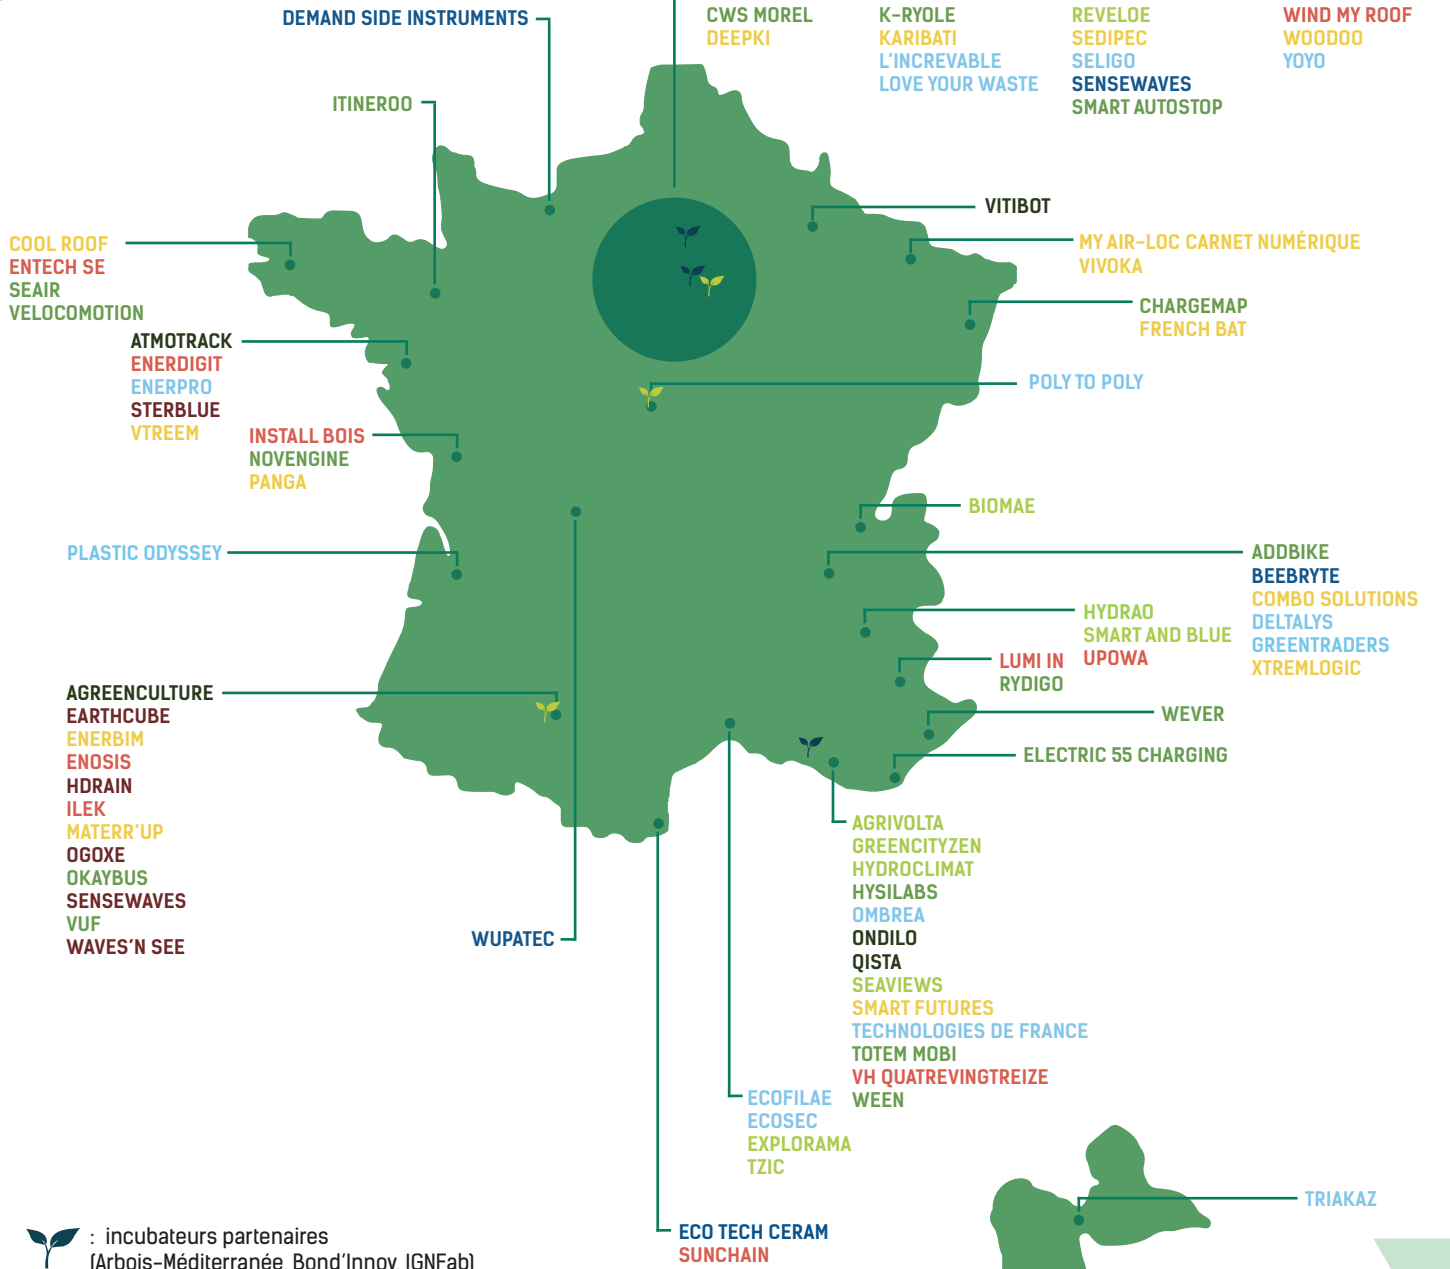 DEMAND SIDE INSTRUMENTS
CWS MOREL
DEEPKI
K-RYOLE
KARIBATI
L'INCREVABLE
LOVE YOUR WASTE
REVELOE
SEDIPEC
SELIGO
SENSEWAVES
SMART AUTOSTOP
WIND MY ROOF
WOODOO
YOYO
ITINEROO
VITIBOT
COOL ROOF
ENTECH SE
SEAIR
VELOCOMOTION
MY AIR-LOC CARNET NUMÉRIQUE
VIVOKA
CHARGEMAP
FRENCH BAT
ATMOTRACK
ENERDIGIT
ENERPRO
STERBLUE
VTREEM
POLY TO POLY
INSTALL BOIS
NOVENGINE
PANGA
BIOMAE
PLASTIC ODYSSEY
ADDBIKE
BEEBRYTE
COMBO SOLUTIONS
DELTALYS
GREENTRADERS
XTREMLOGIC
HYDRAO
SMART AND BLUE
UPOWA
LUMI IN
RYDIGO
AGREENCULTURE
EARTHCUBE
ENERBIM
ENOSIS
HDRAIN
ILEK
MATERR'UP
OGOXE
OKAYBUS
SENSEWAVES
VUF
WAVES'N SEE
WEVER
ELECTRIC 55 CHARGING
AGRIVOLTA
GREENCITYZEN
HYDROCLIMAT
HYSILABS
OMBREA
ONDILO
QISTA
SEAVIEWS
SMART FUTURES
TECHNOLOGIES DE FRANCE
TOTEM MOBI
VH QUATREVINGTREIZE
WEEN
WUPATEC
ECOFILAE
ECOSEC
EXPLORAMA
TZIC
TRIAKAZ
ECO TECH CERAM
SUNCHAIN
: incubateurs partenaires
(Arbois-Méditerranée, Bond'Innov, IGNFab)